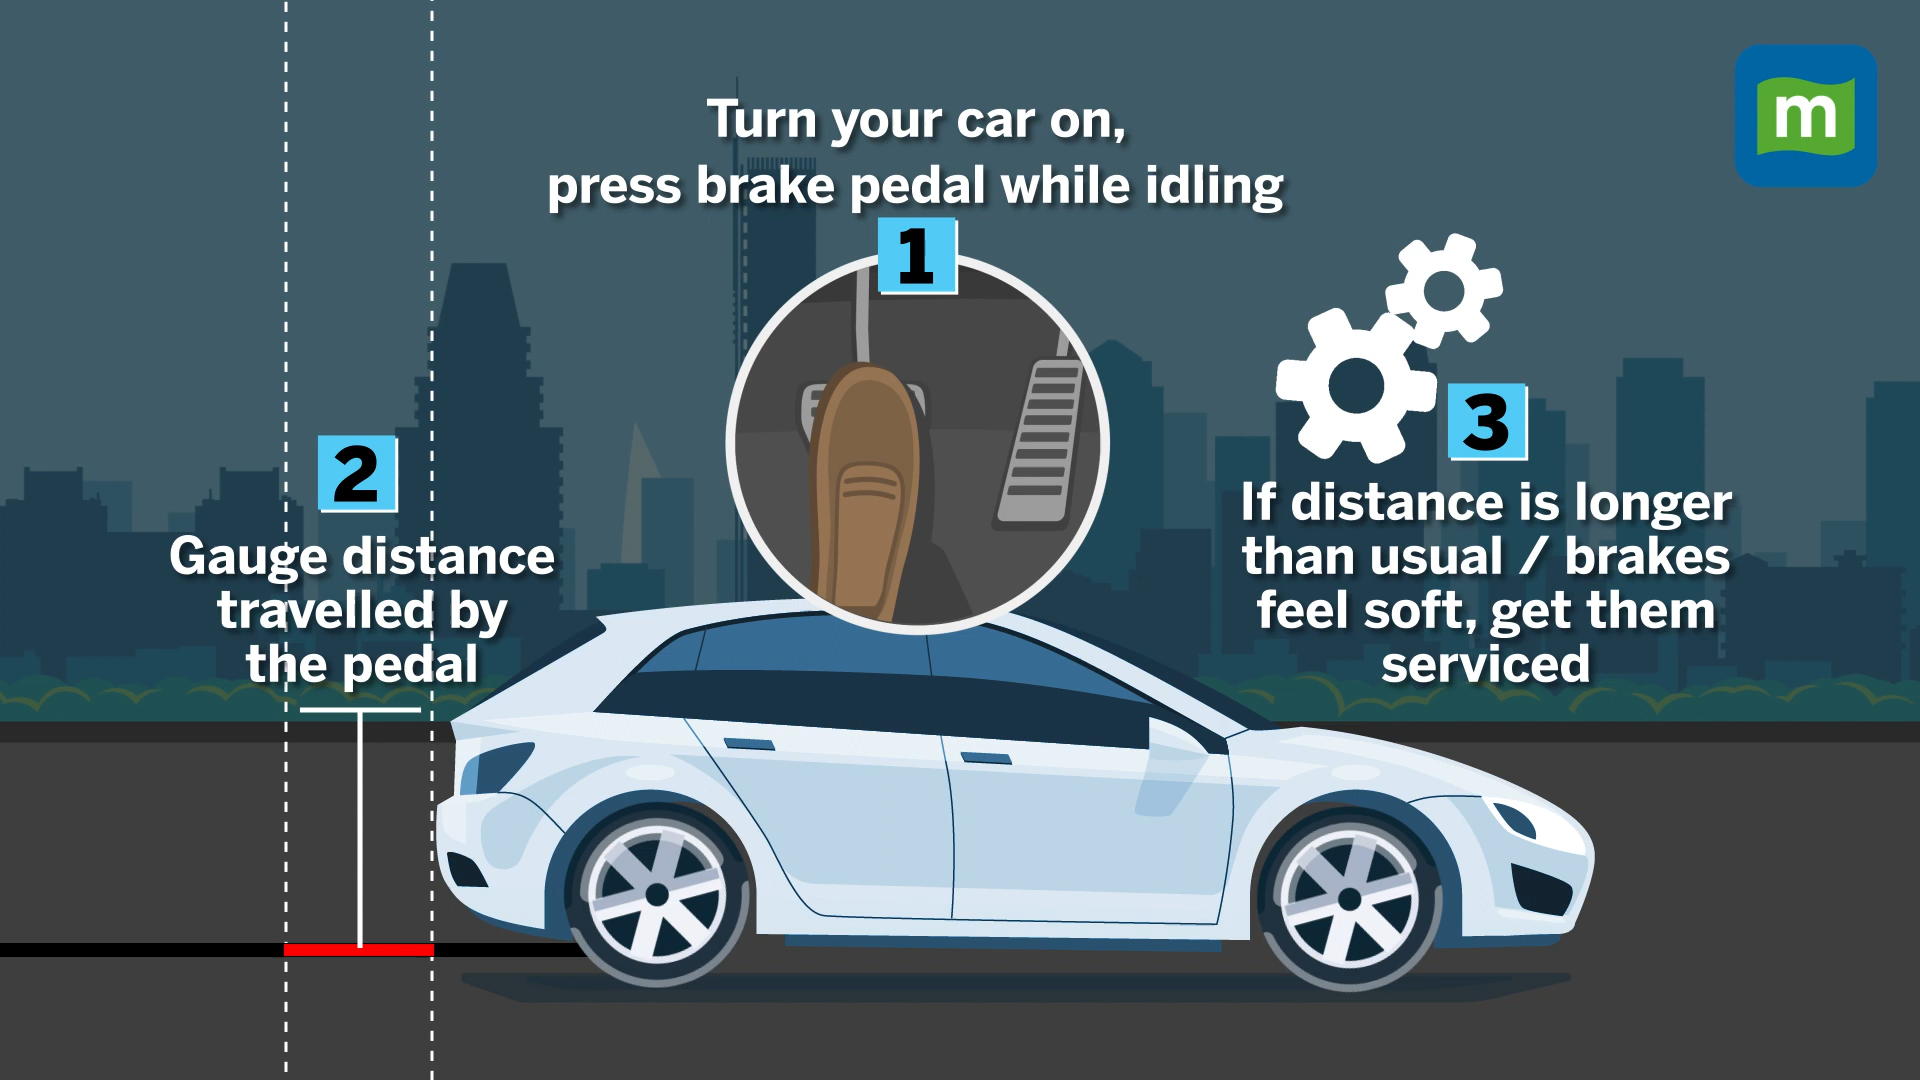 m
Turn your car on,
press brake pedal while idling
1
2
Gauge distance
travelled by
the pedal
3
If distance is longer
than usual / brakes
feel soft, get them
serviced